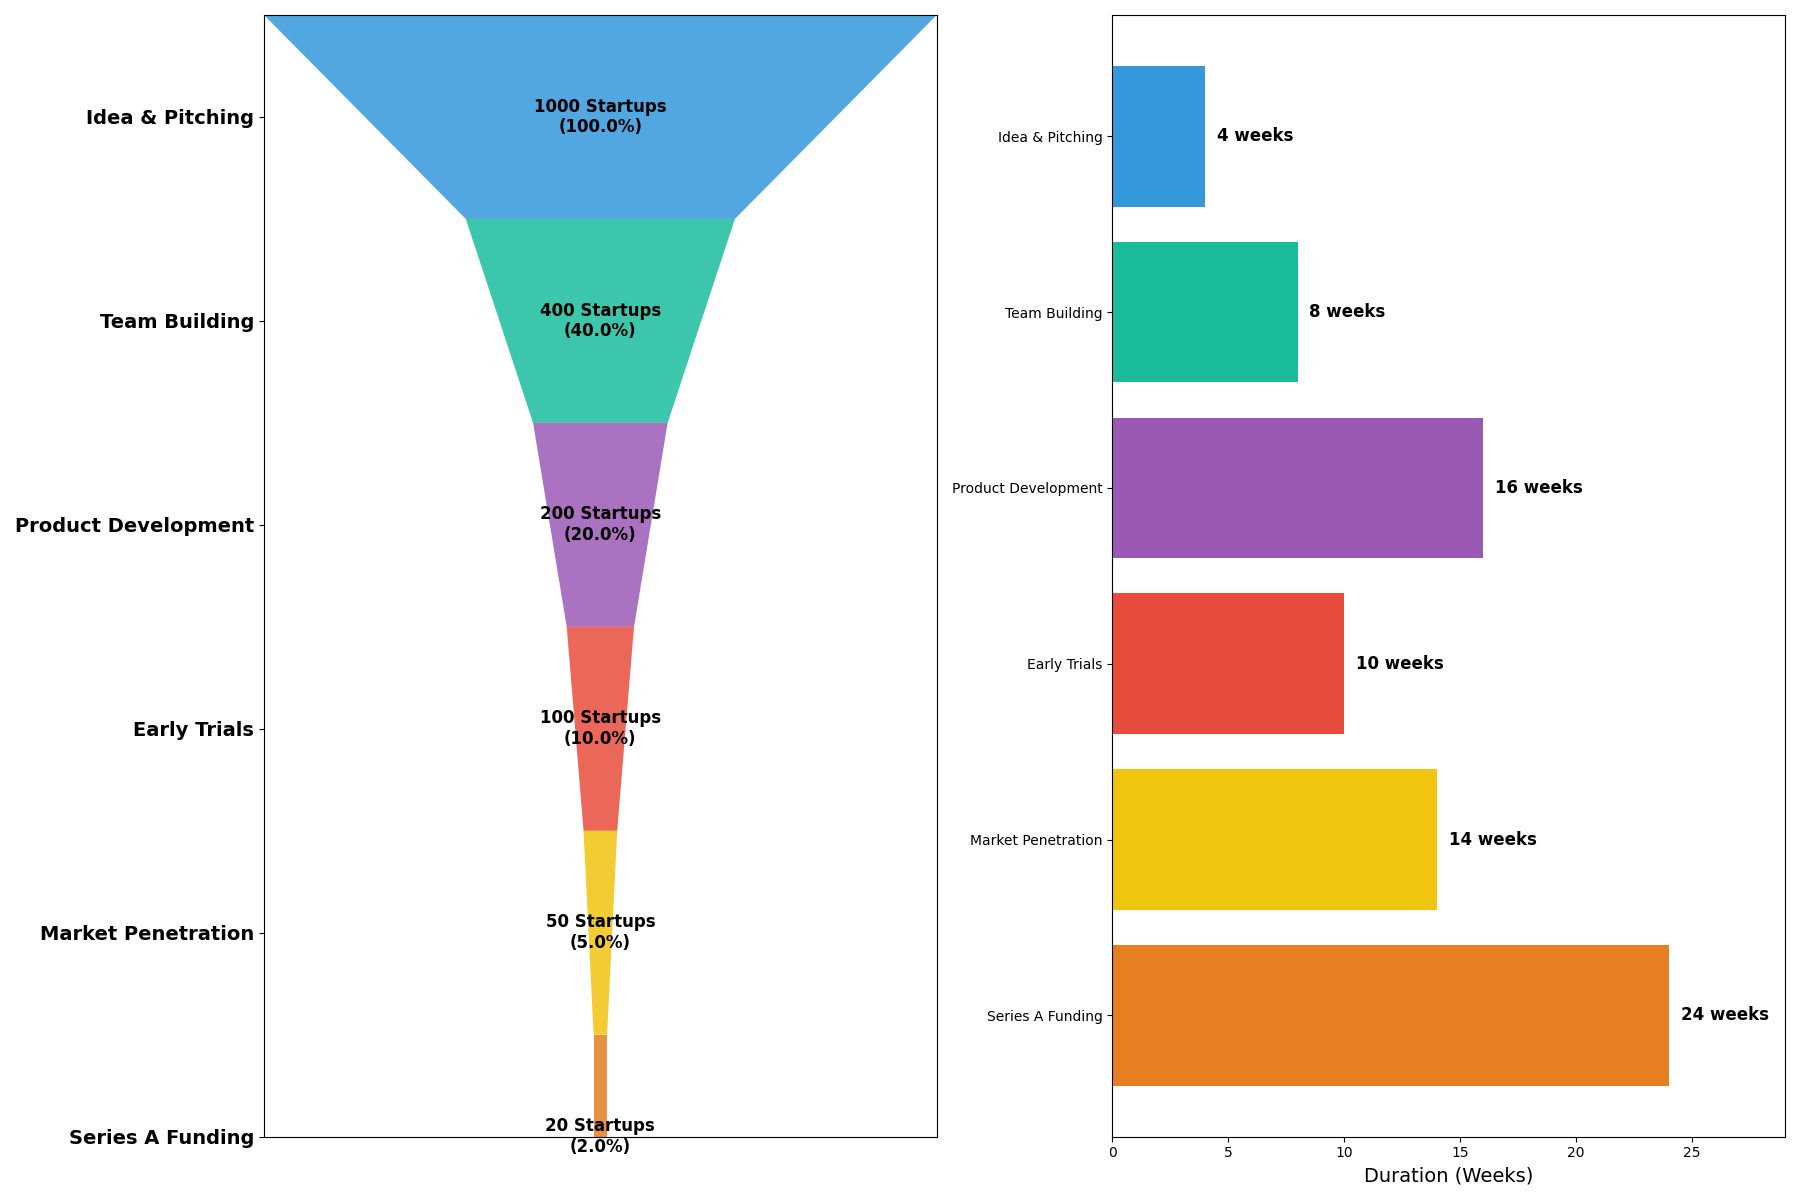 Idea & Pitching
1000 Startups
(100.0%)
Team Building
400 Startups
(40.0%)
Product Development
200 Startups
(20.0%)
Early Trials
100 Startups
(10.0%)
Market Penetration
50 Startups
(5.0%)
Series A Funding
20 Startups
(2.0%)
Idea & Pitching
4 weeks
Team Building
8 weeks
Product Development
16 weeks
Early Trials
10 weeks
Market Penetration
14 weeks
Series A Funding
24 weeks
0 5 10 15 20 25
Duration (Weeks)